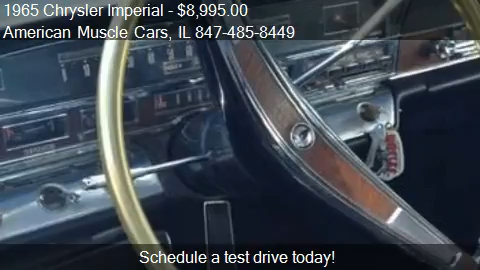 1965 Chrysler Imperial - $8,995.00
American Muscle Cars, IL 847-485-8449
Schedule a test drive today!